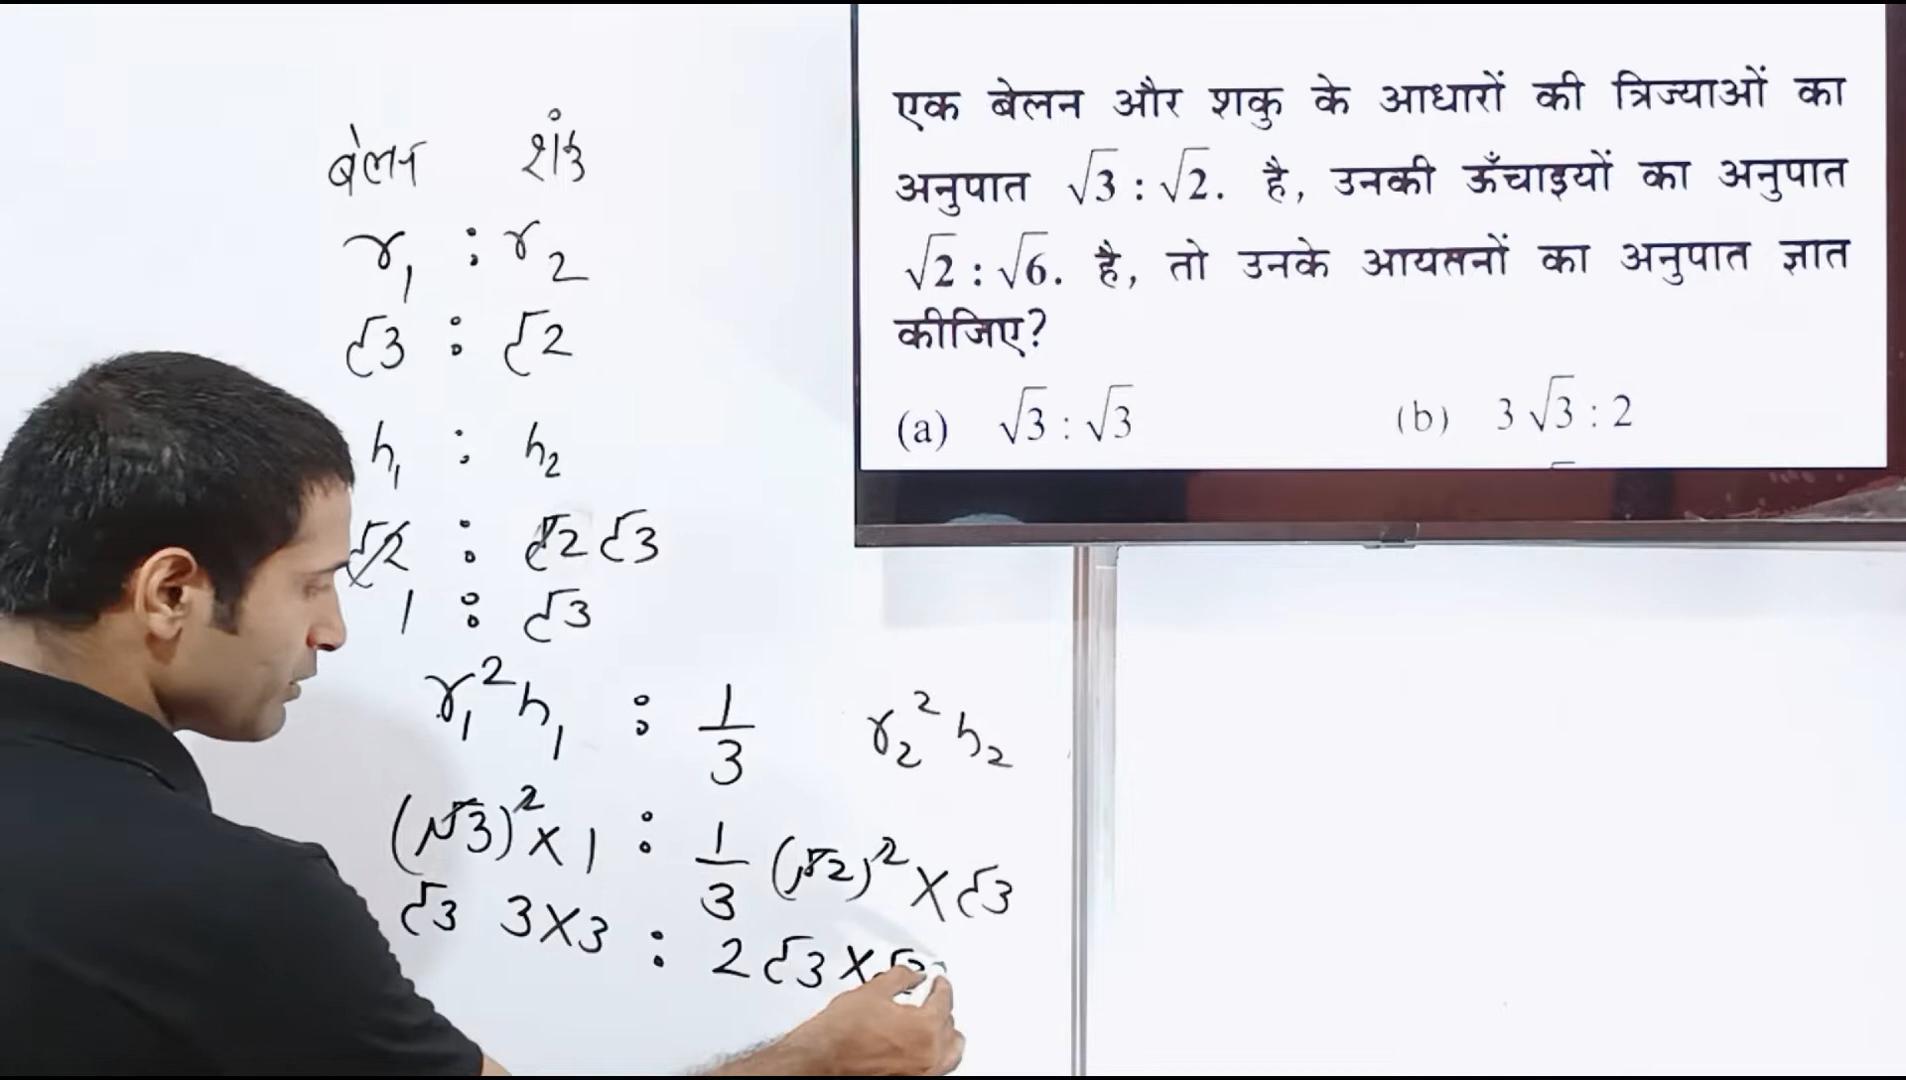 एक बेलन और शकु के आधारों की त्रिज्याओं का
अनुपात √3 : √2. है, उनकी ऊँचाइयों का अनुपात
√2 : √6. है, तो उनके आयतनों का अनुपात ज्ञात
कीजिए?
(a) √3 : √3 (b) 3√3 : 2
बेलन शंकु
r₁ : r₂
√3 : √2
h₁ : h₂
√2 : √2 √3
1 : √3
r₁²h₁ : 1/3 r₂²h₂
(√3)² × 1 : 1/3 (√2)² × √3
√3 3×3 : 2√3 ×